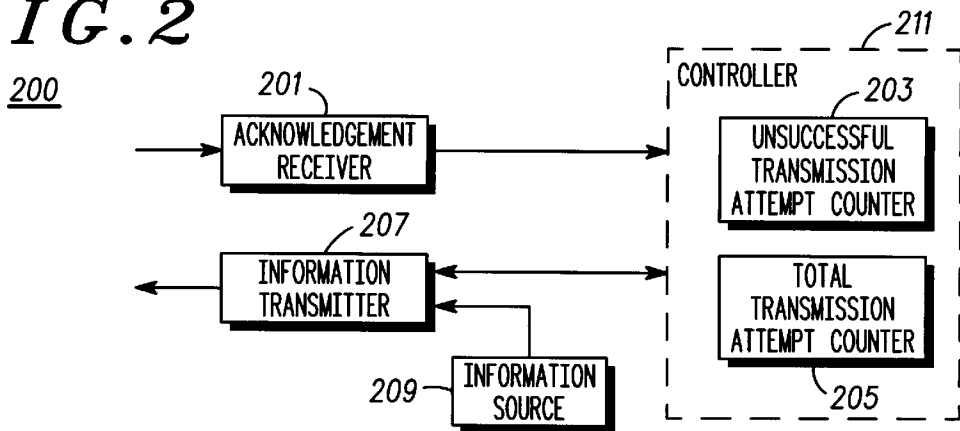 IG.2
200
211
CONTROLLER
201
ACKNOWLEDGEMENT
RECEIVER
203
UNSUCCESSFUL
TRANSMISSION
ATTEMPT COUNTER
207
INFORMATION
TRANSMITTER
TOTAL
TRANSMISSION
ATTEMPT COUNTER
205
209
INFORMATION
SOURCE